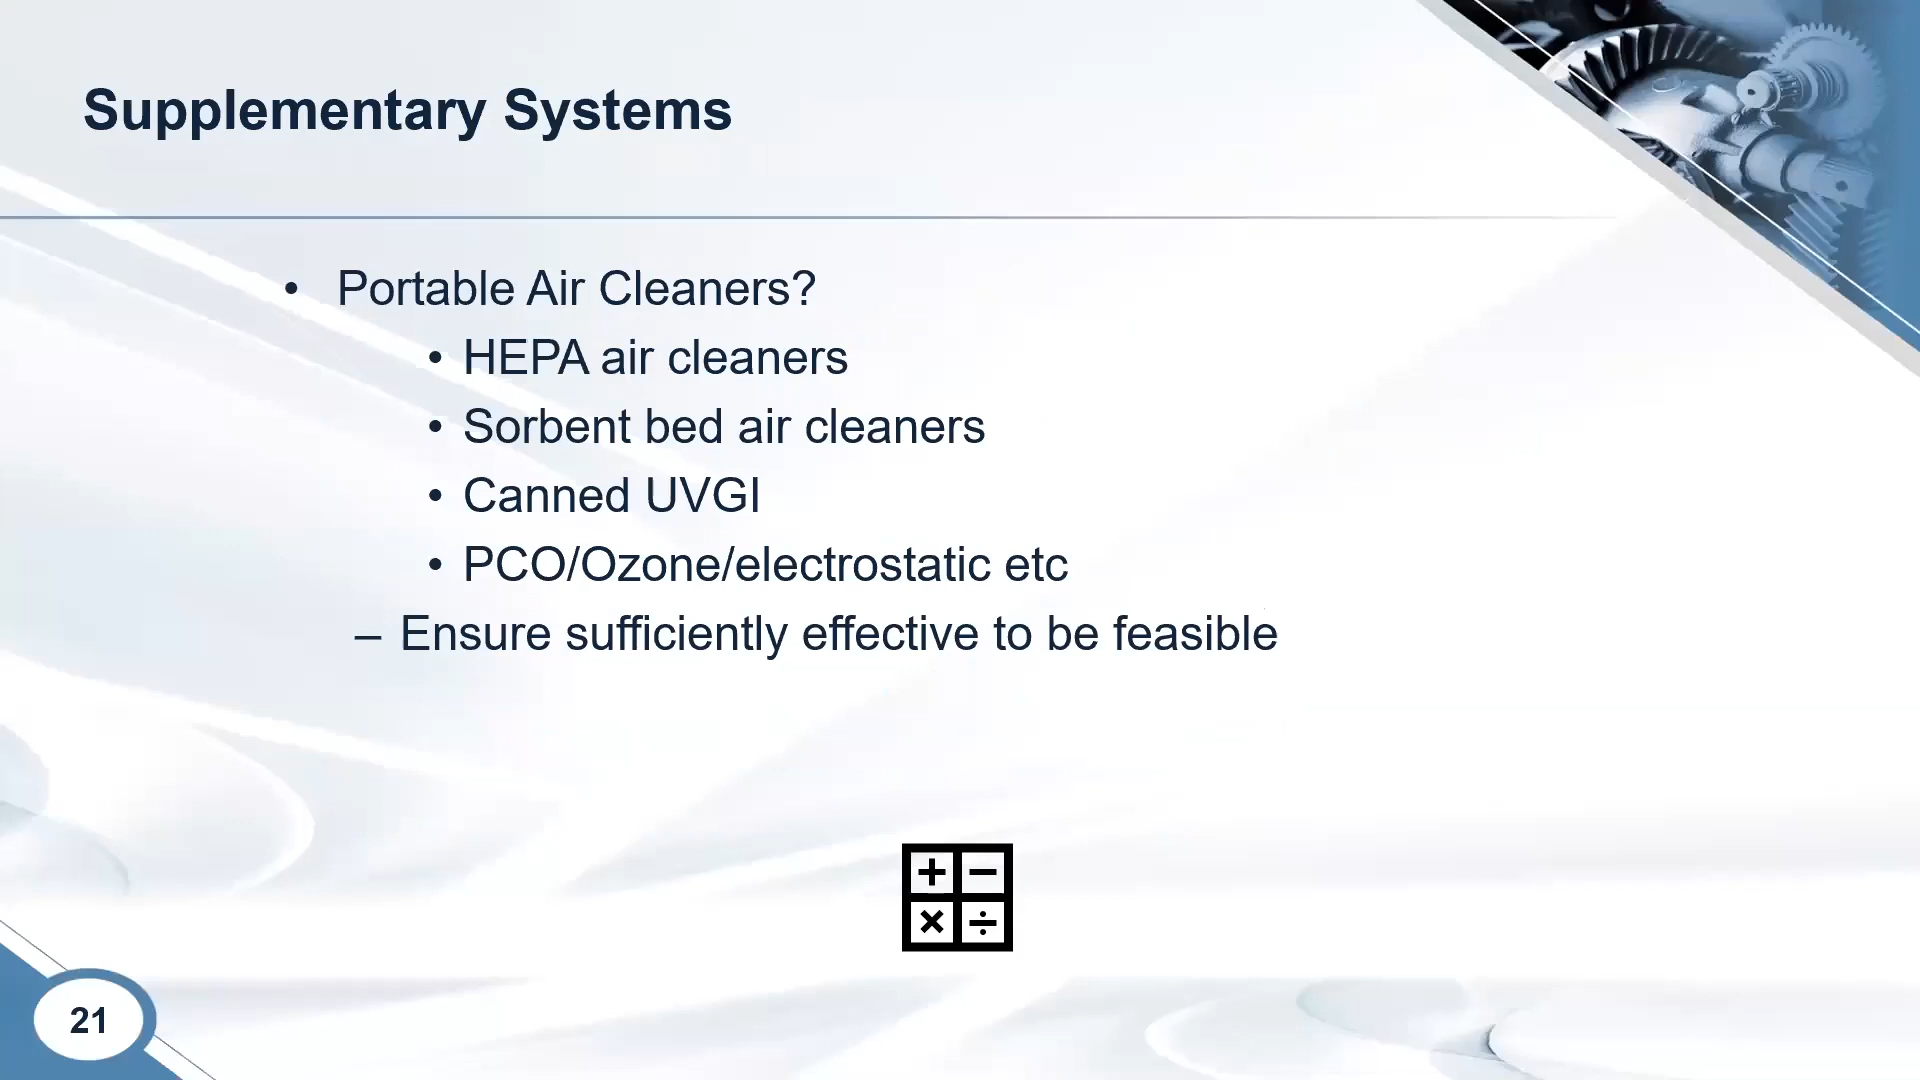 Supplementary Systems
• Portable Air Cleaners?
• HEPA air cleaners
• Sorbent bed air cleaners
• Canned UVGI
• PCO/Ozone/electrostatic etc
– Ensure sufficiently effective to be feasible
+ −
× ÷
21